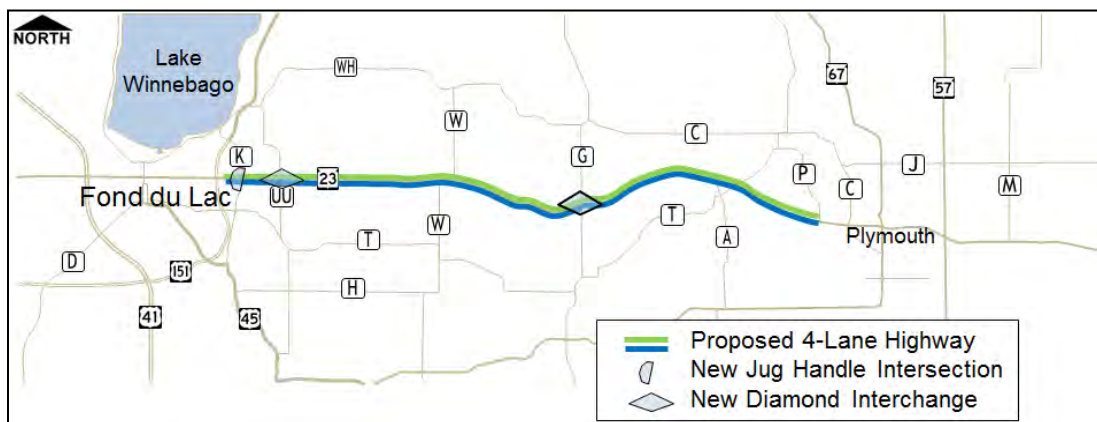 NORTH
Lake
Winnebago
WH
67
57
W
C
K
G
J
23
P
Fond du Lac
UU
C
M
T
W
T
A
Plymouth
D
151
H
41
45
Proposed 4-Lane Highway
New Jug Handle Intersection
New Diamond Interchange